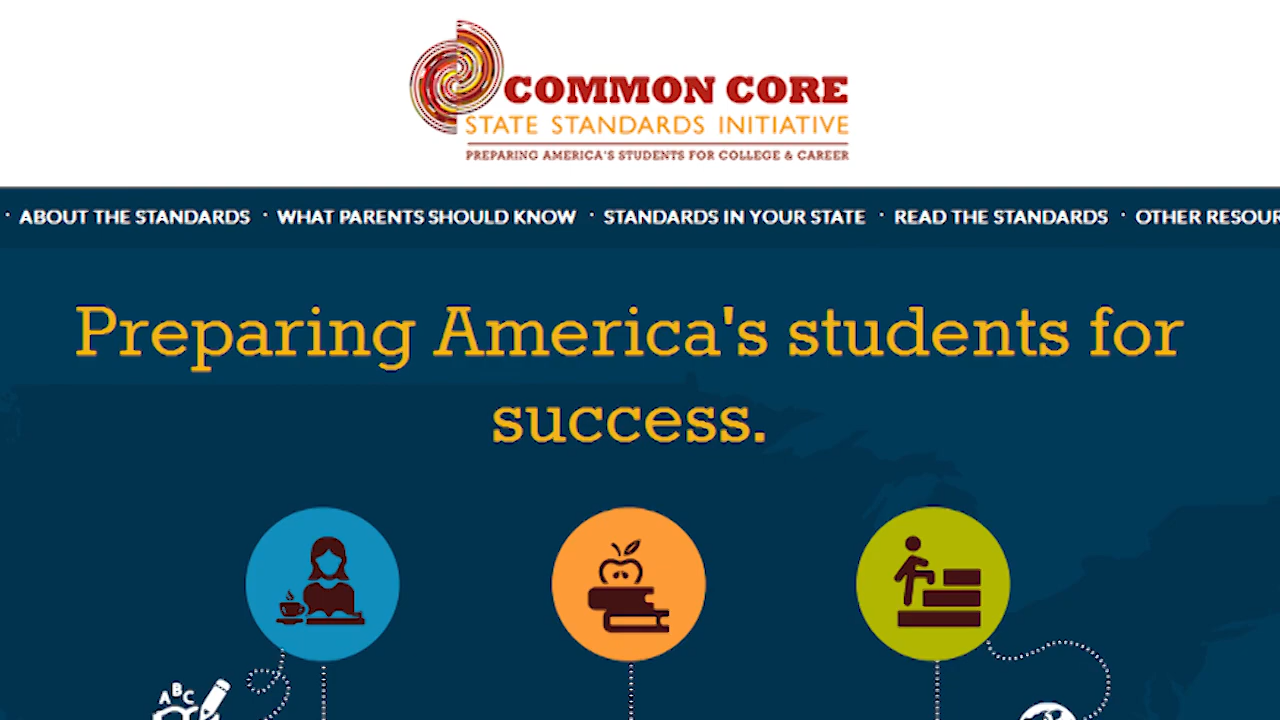 COMMON CORE
STATE STANDARDS INITIATIVE
PREPARING AMERICA'S STUDENTS FOR COLLEGE & CAREER
· ABOUT THE STANDARDS · WHAT PARENTS SHOULD KNOW · STANDARDS IN YOUR STATE · READ THE STANDARDS · OTHER
Preparing America's students for
success.
ABC